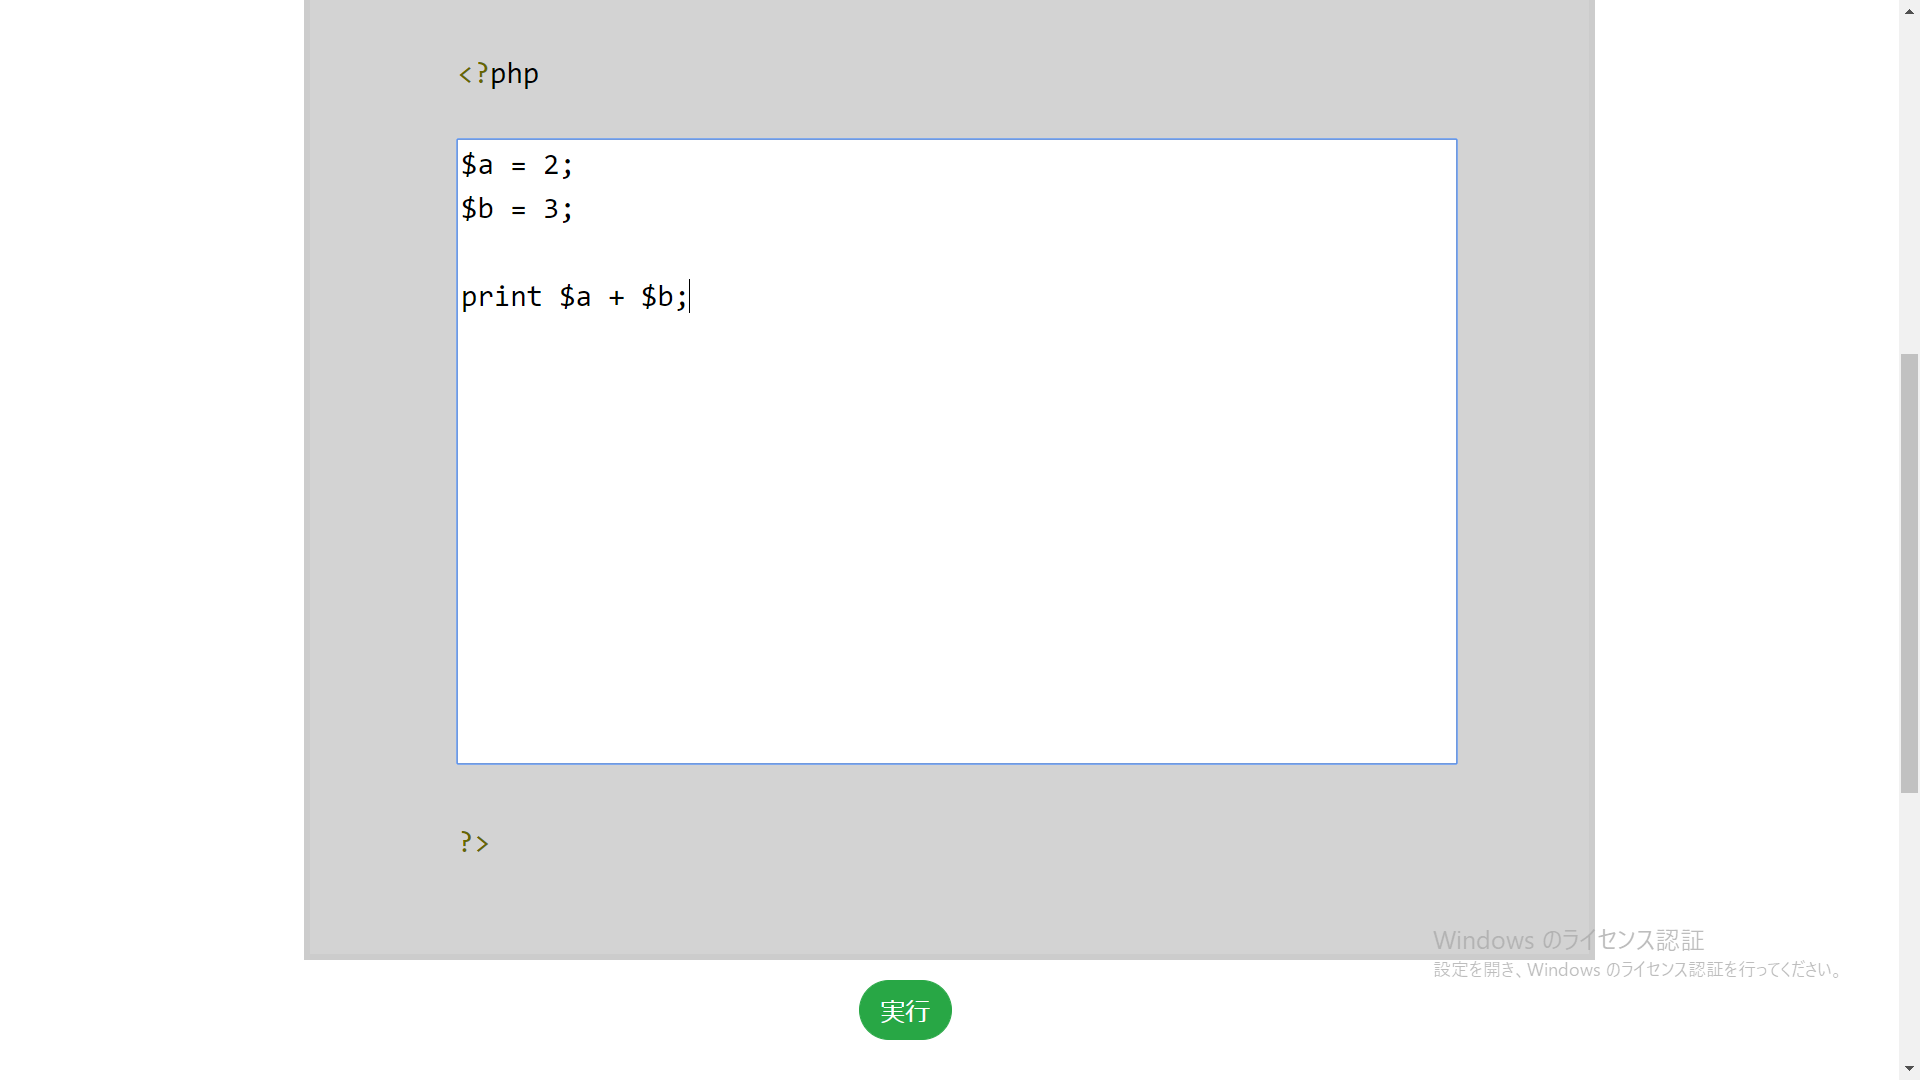 <?php
$a = 2;
$b = 3;
print $a + $b;
?>
Windows のライセンス認証
設定を開き、Windows のライセンス認証を行ってください。
実行